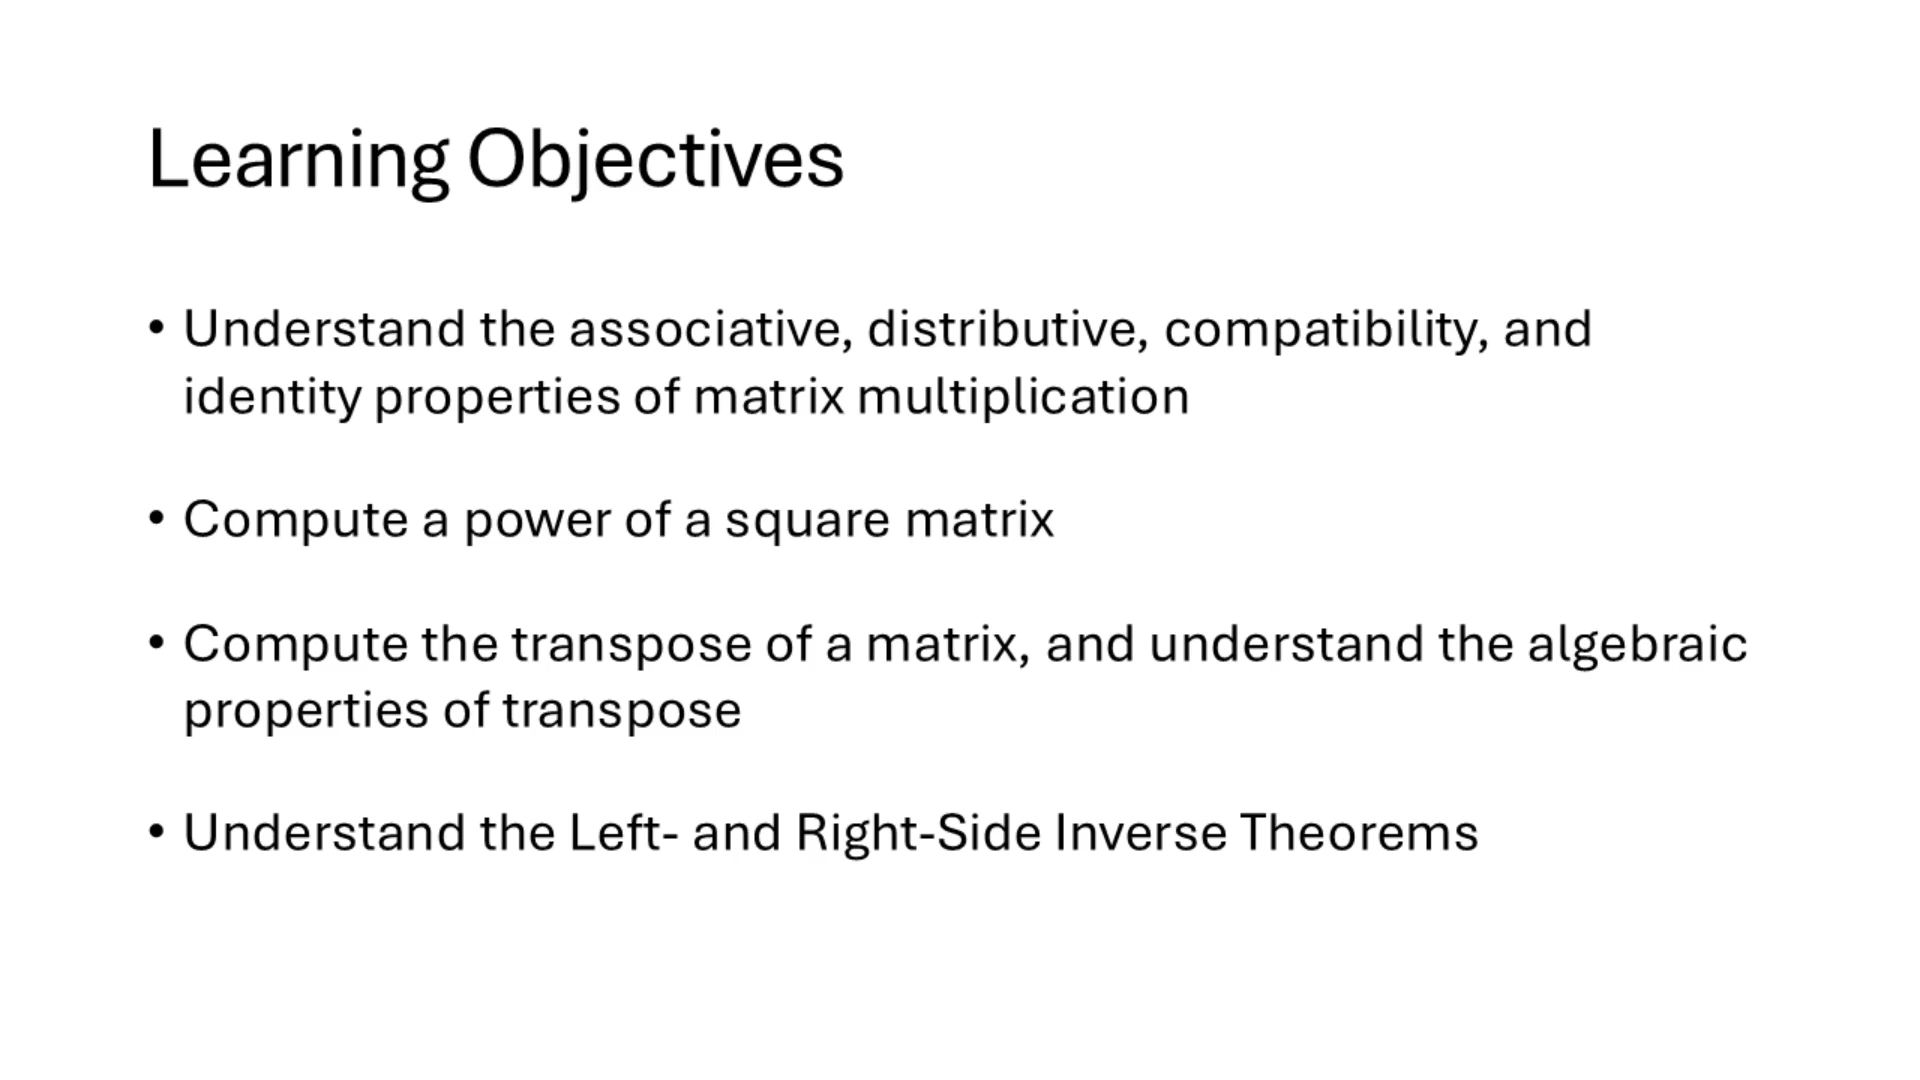 Learning Objectives
• Understand the associative, distributive, compatibility, and
identity properties of matrix multiplication
• Compute a power of a square matrix
• Compute the transpose of a matrix, and understand the algebraic
properties of transpose
• Understand the Left- and Right-Side Inverse Theorems